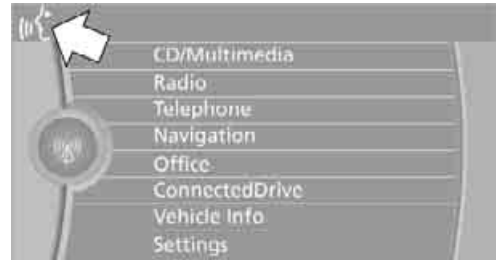 CD/Multimedia
Radio
Telephone
Navigation
Office
ConnectedDrive
Vehicle Info
Settings